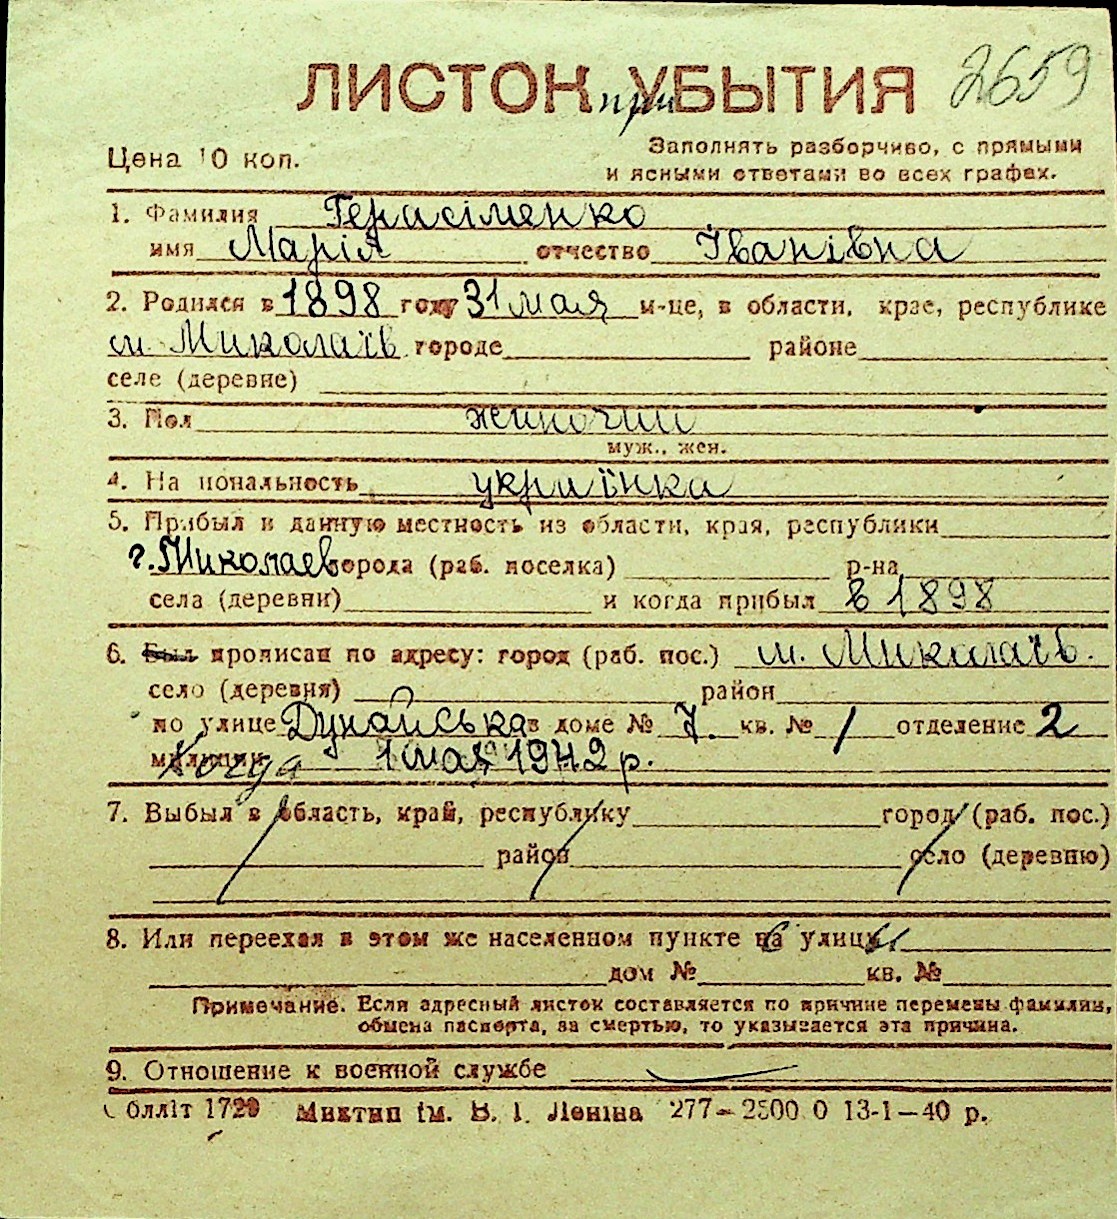 ЛИСТОК при УБЫТИЯ 2659
Цена 10 коп.
Заполнять разборчиво, с прямыми
и ясными ответами во всех графах.
1. Фамилия Герасіменко
имя Марія отчество Іванівна
2. Родился в 1898 году 31 мая м-це, в области, крае, республике
м. Миколаїв городе районе
селе (деревне)
3. Пол жиночий
муж., жен.
4. Национальность українка
5. Прибыл в данную местность из области, края, республики
г. Николаев города (раб. поселка) р-на
села (деревни) и когда прибыл в 1898
6. Был прописан по адресу: город (раб. пос.) м. Миколаїв.
село (деревня) район
по улице Дунайська в доме № 7. кв. № 1 отделение 2
милиции Когда 1 мая 1942 р.
7. Выбыл в область, край, республику город (раб. пос.)
район село (деревню)
8. Или переехал в этом же населенном пункте на улицу
дом № кв. №
Примечание. Если адресный листок составляется по причине перемены фамилии,
обмена паспорта, за смертью, то указывается эта причина.
9. Отношение к военной службе
Обліт 1729 Миктип ім. В. І. Леніна 277—2500 0 13-1—40 р.